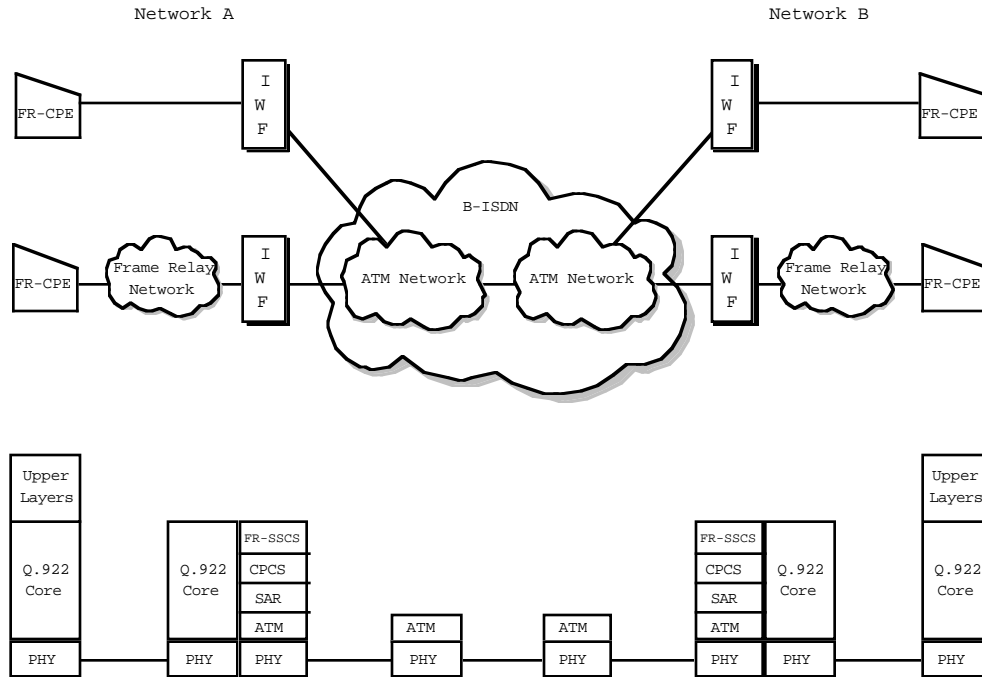 Network A
Network B
I
W
F
I
W
F
FR-CPE
FR-CPE
B-ISDN
I
W
F
I
W
F
FR-CPE
Frame Relay
Network
ATM Network
ATM Network
Frame Relay
Network
FR-CPE
Upper
Layers
Upper
Layers
Q.922
Core
Q.922
Core
FR-SSCS
CPCS
SAR
ATM
ATM
ATM
FR-SSCS
CPCS
SAR
ATM
Q.922
Core
Q.922
Core
PHY
PHY
PHY
PHY
PHY
PHY
PHY
PHY